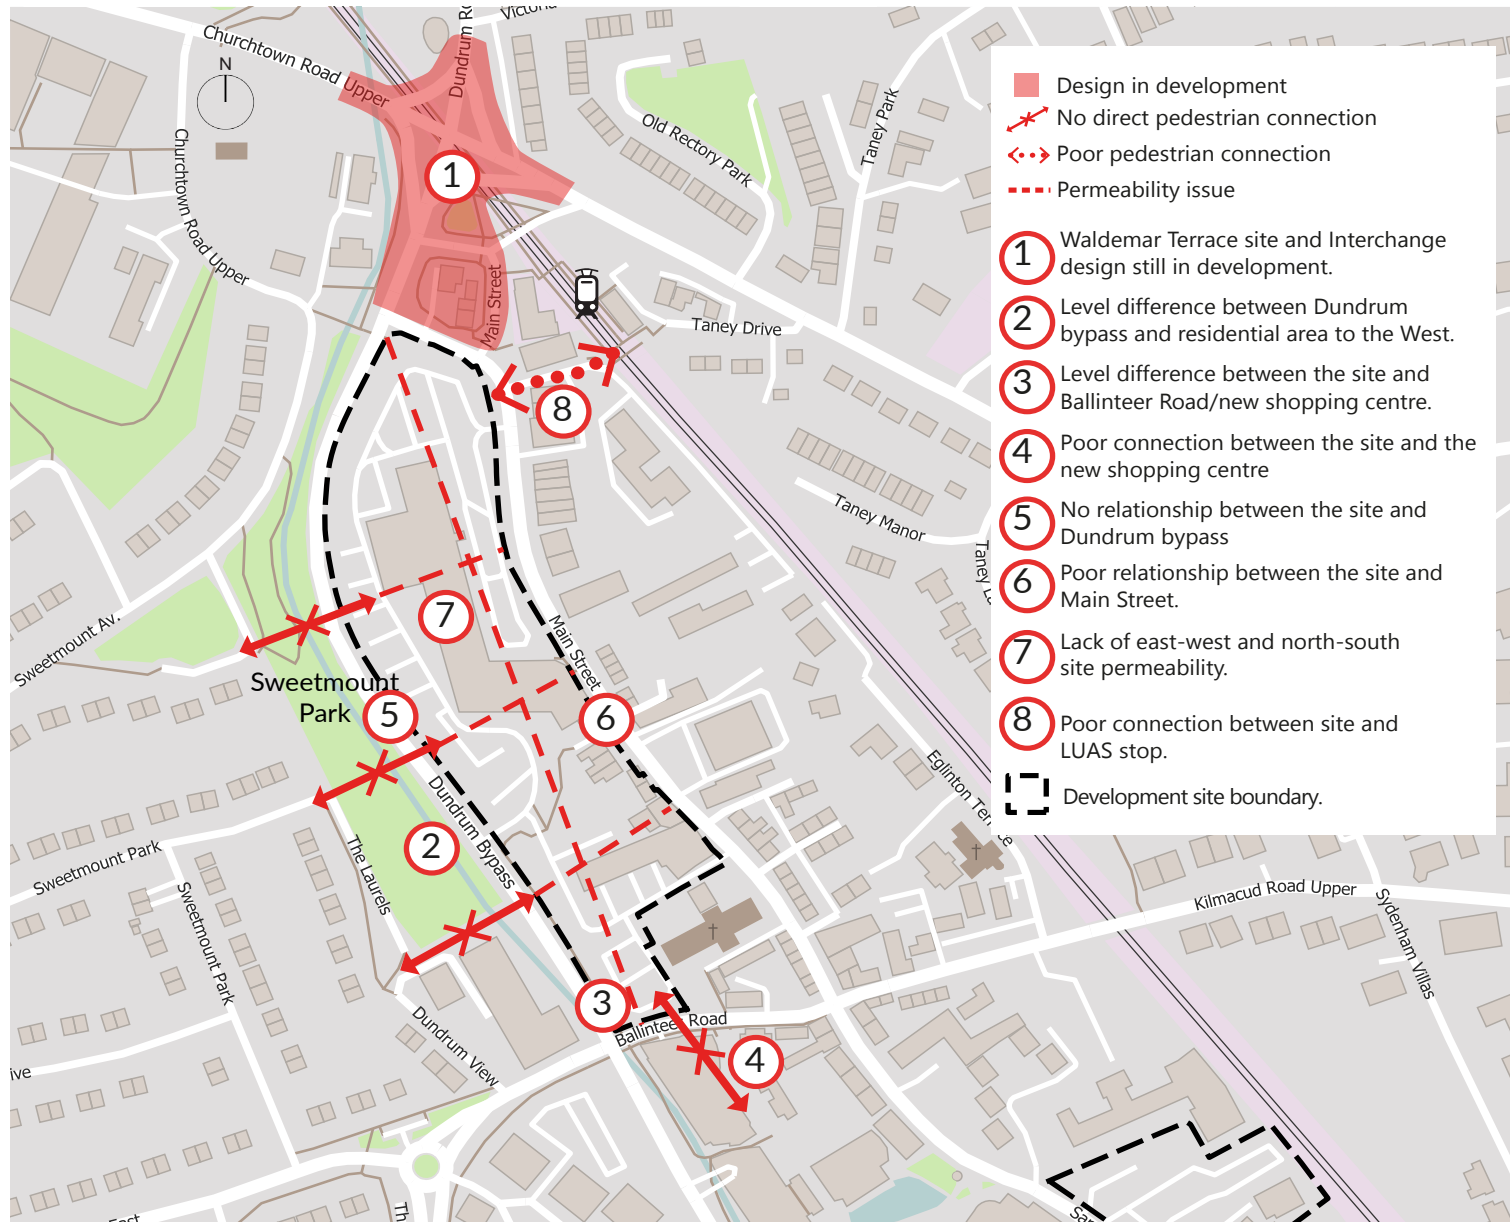 Churchtown Road Upper
Dundrum
N
Churchtown Road Upper
Old Rectory Park
Taney Park
1
Main Street
Taney Drive
8
Taney Manor
Taney
7
Main Street
Sweetmount Av.
Sweetmount
Park
5
6
Dundrum Bypass
Eglinton Terrace
2
The Laurels
Sweetmount Park
Sweetmount Park
Kilmacud Road Upper
Sydenham Villas
3
Ballinteer Road
4
Dundrum View
ive
East
Th
Design in development
No direct pedestrian connection
Poor pedestrian connection
Permeability issue
1
Waldemar Terrace site and Interchange
design still in development.
2
Level difference between Dundrum
bypass and residential area to the West.
3
Level difference between the site and
Ballinteer Road/new shopping centre.
4
Poor connection between the site and the
new shopping centre
5
No relationship between the site and
Dundrum bypass
6
Poor relationship between the site and
Main Street.
7
Lack of east-west and north-south
site permeability.
8
Poor connection between site and
LUAS stop.
Development site boundary.